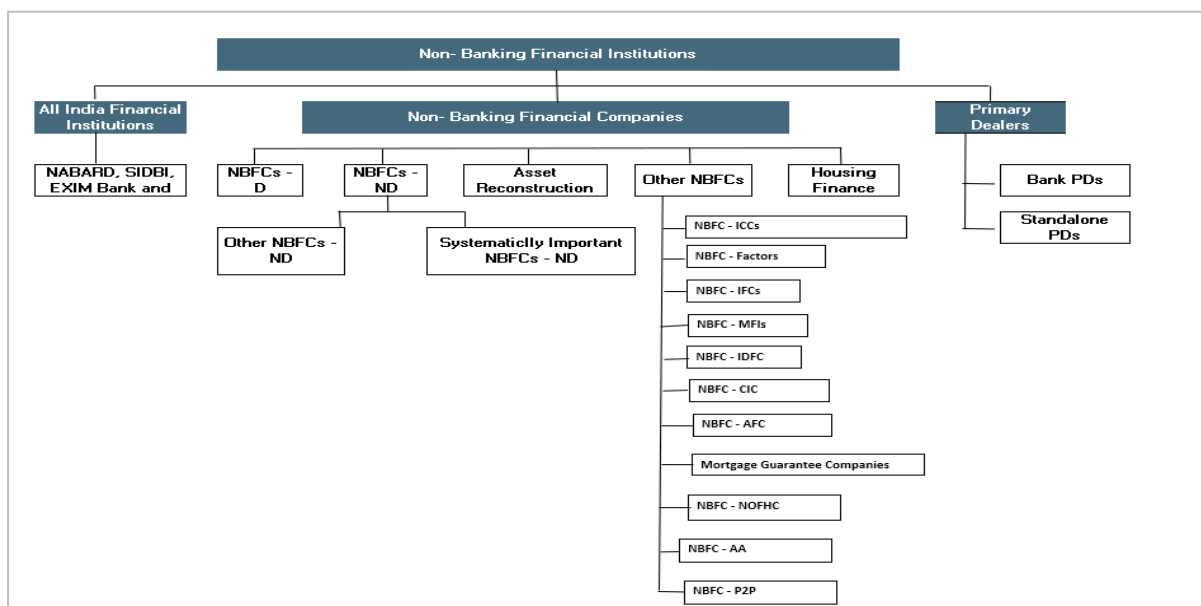 Non- Banking Financial Institutions
All India Financial
Institutions
Non- Banking Financial Companies
Primary
Dealers
NABARD, SIDBI,
EXIM Bank and
NBFCs -
D
NBFCs -
ND
Asset
Reconstruction
Other NBFCs
Housing
Finance
Bank PDs
Standalone
PDs
Other NBFCs -
ND
Systematiclly Important
NBFCs - ND
NBFC - ICCs
NBFC - Factors
NBFC - IFCs
NBFC - MFIs
NBFC - IDFC
NBFC - CIC
NBFC - AFC
Mortgage Guarantee Companies
NBFC - NOFHC
NBFC - AA
NBFC - P2P